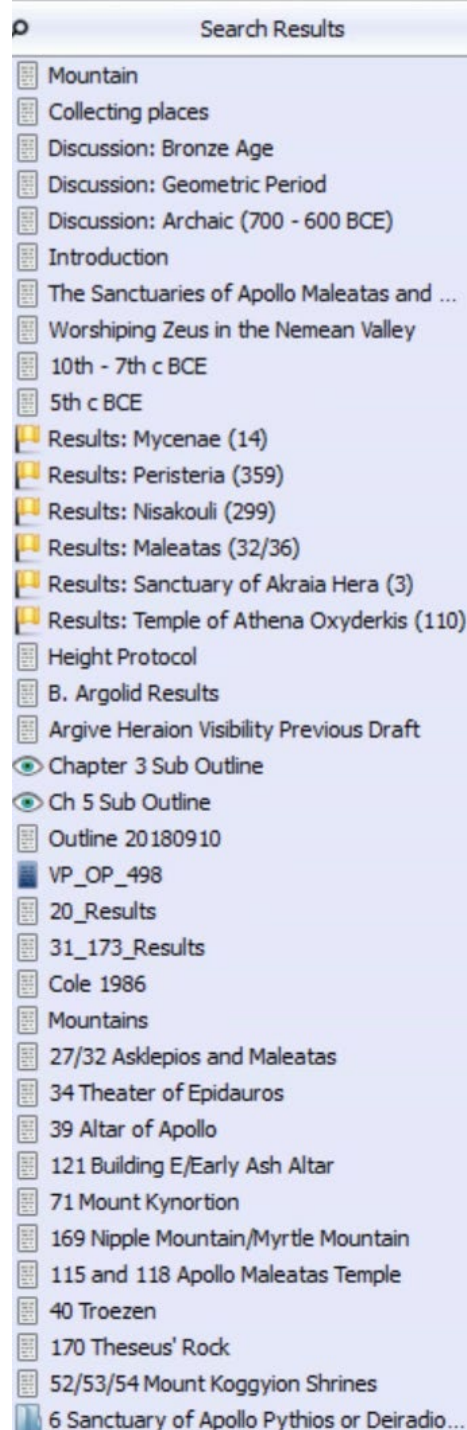 Search Results
Mountain
Collecting places
Discussion: Bronze Age
Discussion: Geometric Period
Discussion: Archaic (700 - 600 BCE)
Introduction
The Sanctuaries of Apollo Maleatas and ...
Worshiping Zeus in the Nemean Valley
10th - 7th c BCE
5th c BCE
Results: Mycenae (14)
Results: Peristeria (359)
Results: Nisakouli (299)
Results: Maleatas (32/36)
Results: Sanctuary of Akraia Hera (3)
Results: Temple of Athena Oxyderkis (110)
Height Protocol
B. Argolid Results
Argive Heraion Visibility Previous Draft
Chapter 3 Sub Outline
Ch 5 Sub Outline
Outline 20180910
VP_OP_498
20_Results
31_173_Results
Cole 1986
Mountains
27/32 Asklepios and Maleatas
34 Theater of Epidauros
39 Altar of Apollo
121 Building E/Early Ash Altar
71 Mount Kynortion
169 Nipple Mountain/Myrtle Mountain
115 and 118 Apollo Maleatas Temple
40 Troezen
170 Theseus' Rock
52/53/54 Mount Koggyion Shrines
6 Sanctuary of Apollo Pythios or Deiradio...